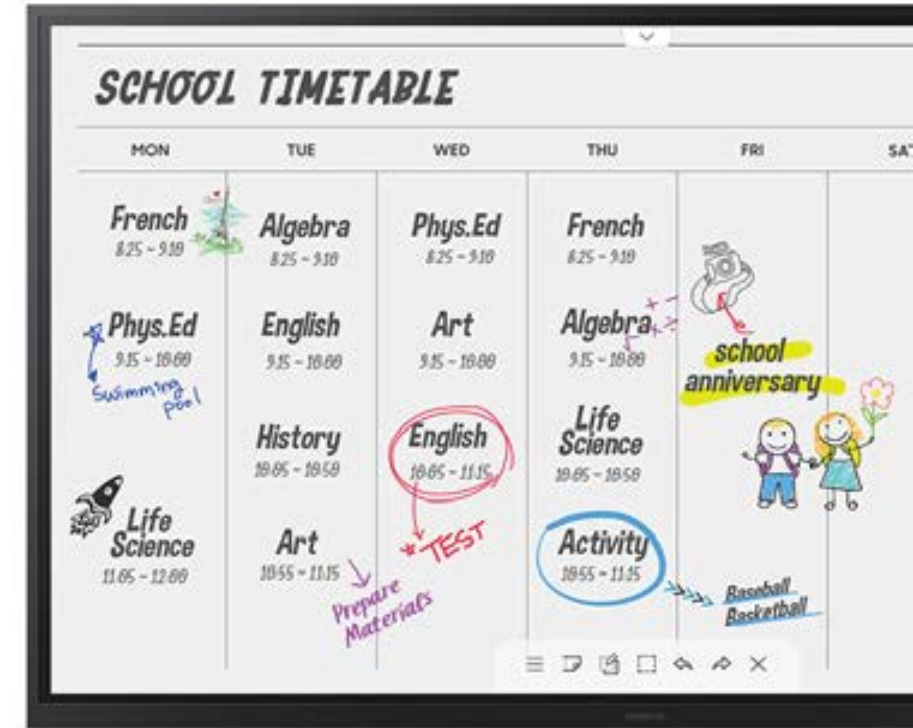 SCHOOL TIMETABLE
MON TUE WED THU FRI SAT
French
8:25 ~ 9:10
Phys.Ed
9:15 ~ 10:00
Swimming
pool
Life
Science
11:05 ~ 12:00
Algebra
8:25 ~ 9:10
English
9:15 ~ 10:00
History
10:05 ~ 10:50
Art
10:55 ~ 11:15
Prepare
Materials
Phys.Ed
8:25 ~ 9:10
Art
9:15 ~ 10:00
English
10:05 ~ 11:15
*TEST
French
8:25 ~ 9:10
Algebra
9:15 ~ 10:00
Life
Science
10:05 ~ 10:50
Activity
10:55 ~ 11:25
Baseball
Basketball
school
anniversary